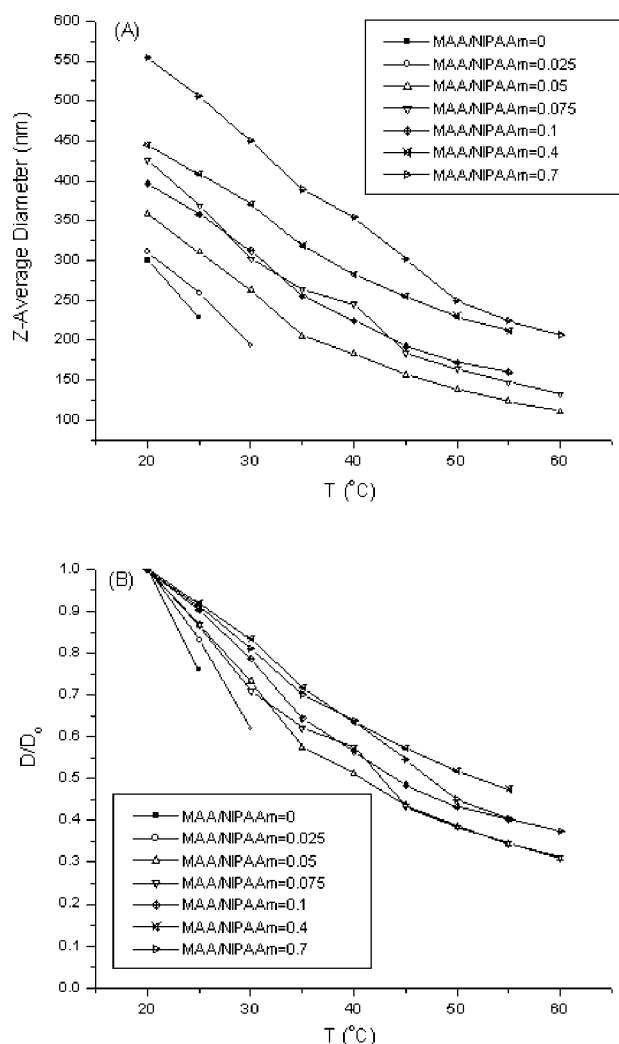 (A)
MAA/NIPAAm=0
MAA/NIPAAm=0.025
MAA/NIPAAm=0.05
MAA/NIPAAm=0.075
MAA/NIPAAm=0.1
MAA/NIPAAm=0.4
MAA/NIPAAm=0.7
Z-Average Diameter (nm)
600
550
500
450
400
350
300
250
200
150
100
20 30 40 50 60
T (°C)
(B)
D/Do
1.0
0.9
0.8
0.7
0.6
0.5
0.4
0.3
0.2
0.1
0.0
MAA/NIPAAm=0
MAA/NIPAAm=0.025
MAA/NIPAAm=0.05
MAA/NIPAAm=0.075
MAA/NIPAAm=0.1
MAA/NIPAAm=0.4
MAA/NIPAAm=0.7
20 30 40 50 60
T (°C)